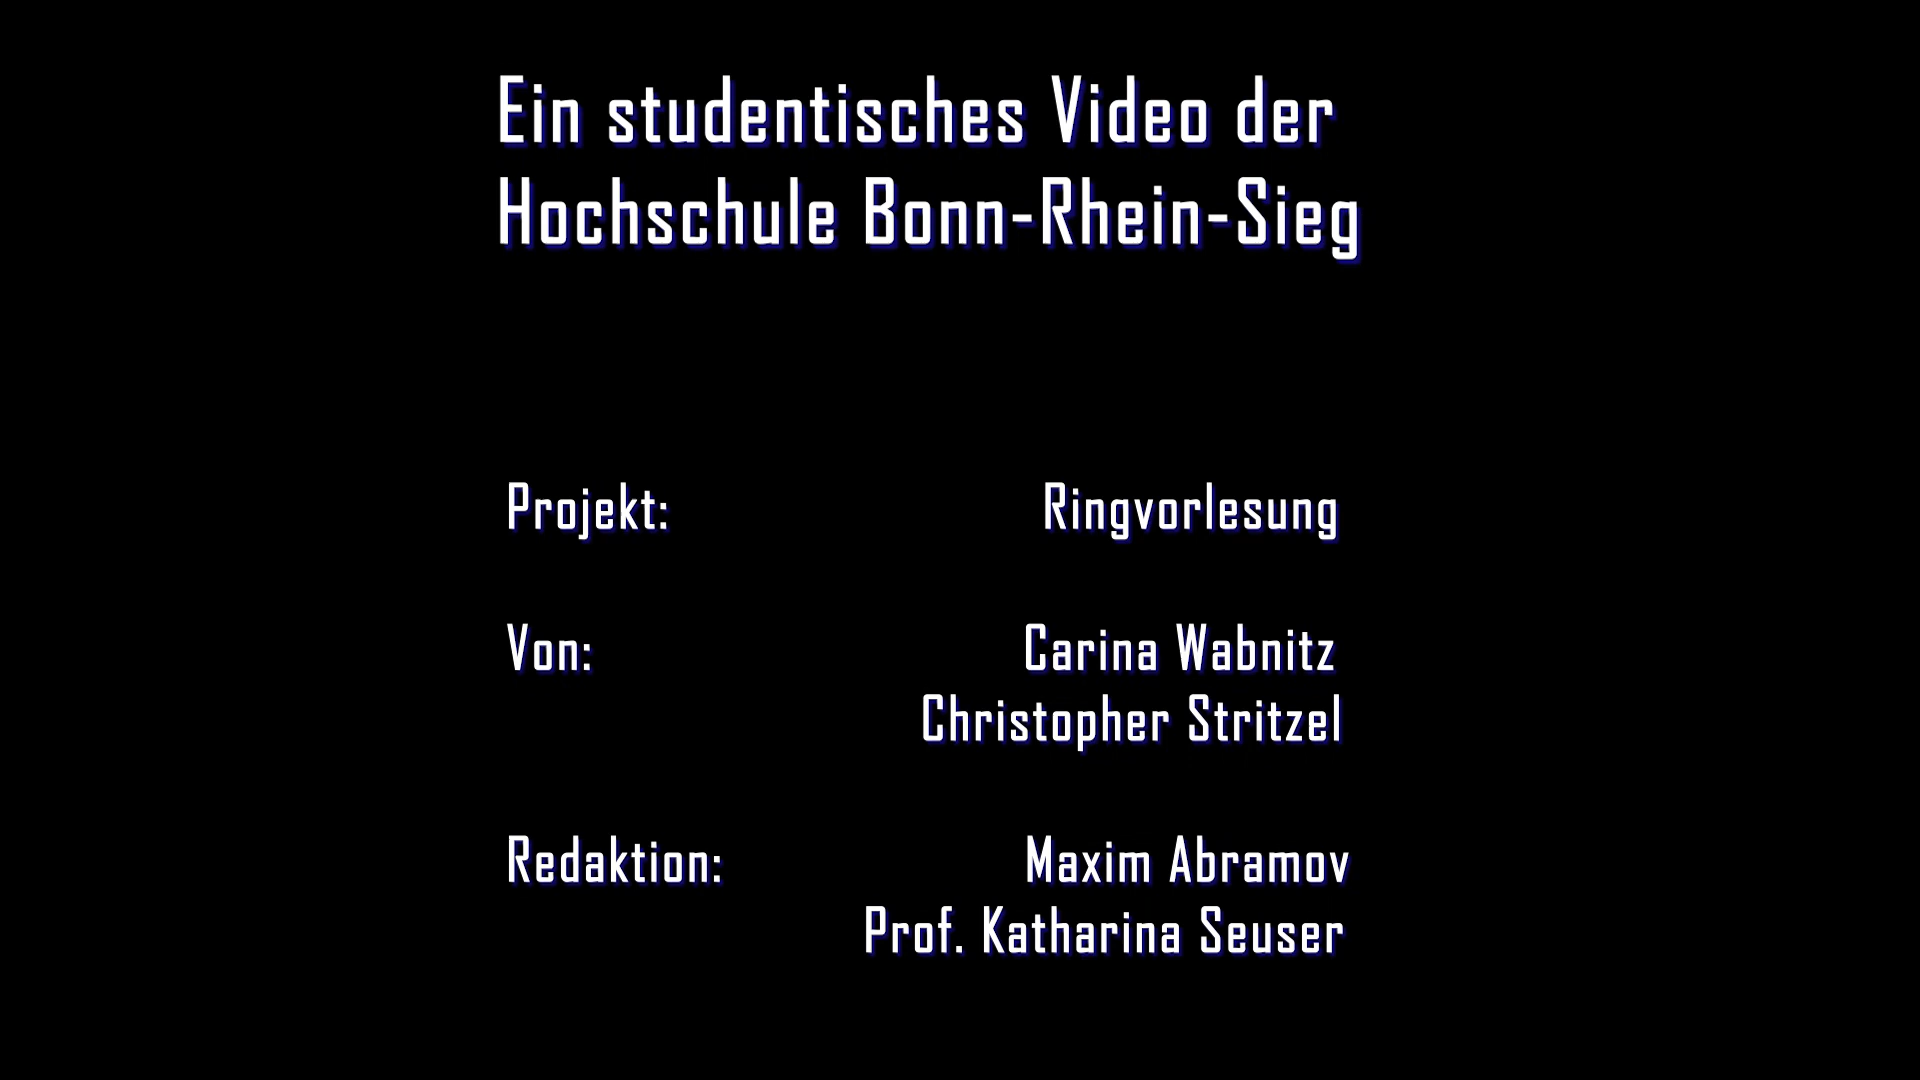 Ein studentisches Video der
Hochschule Bonn-Rhein-Sieg
Projekt: Ringvorlesung
Von: Carina Wabnitz
Christopher Stritzel
Redaktion: Maxim Abramov
Prof. Katharina Seuser